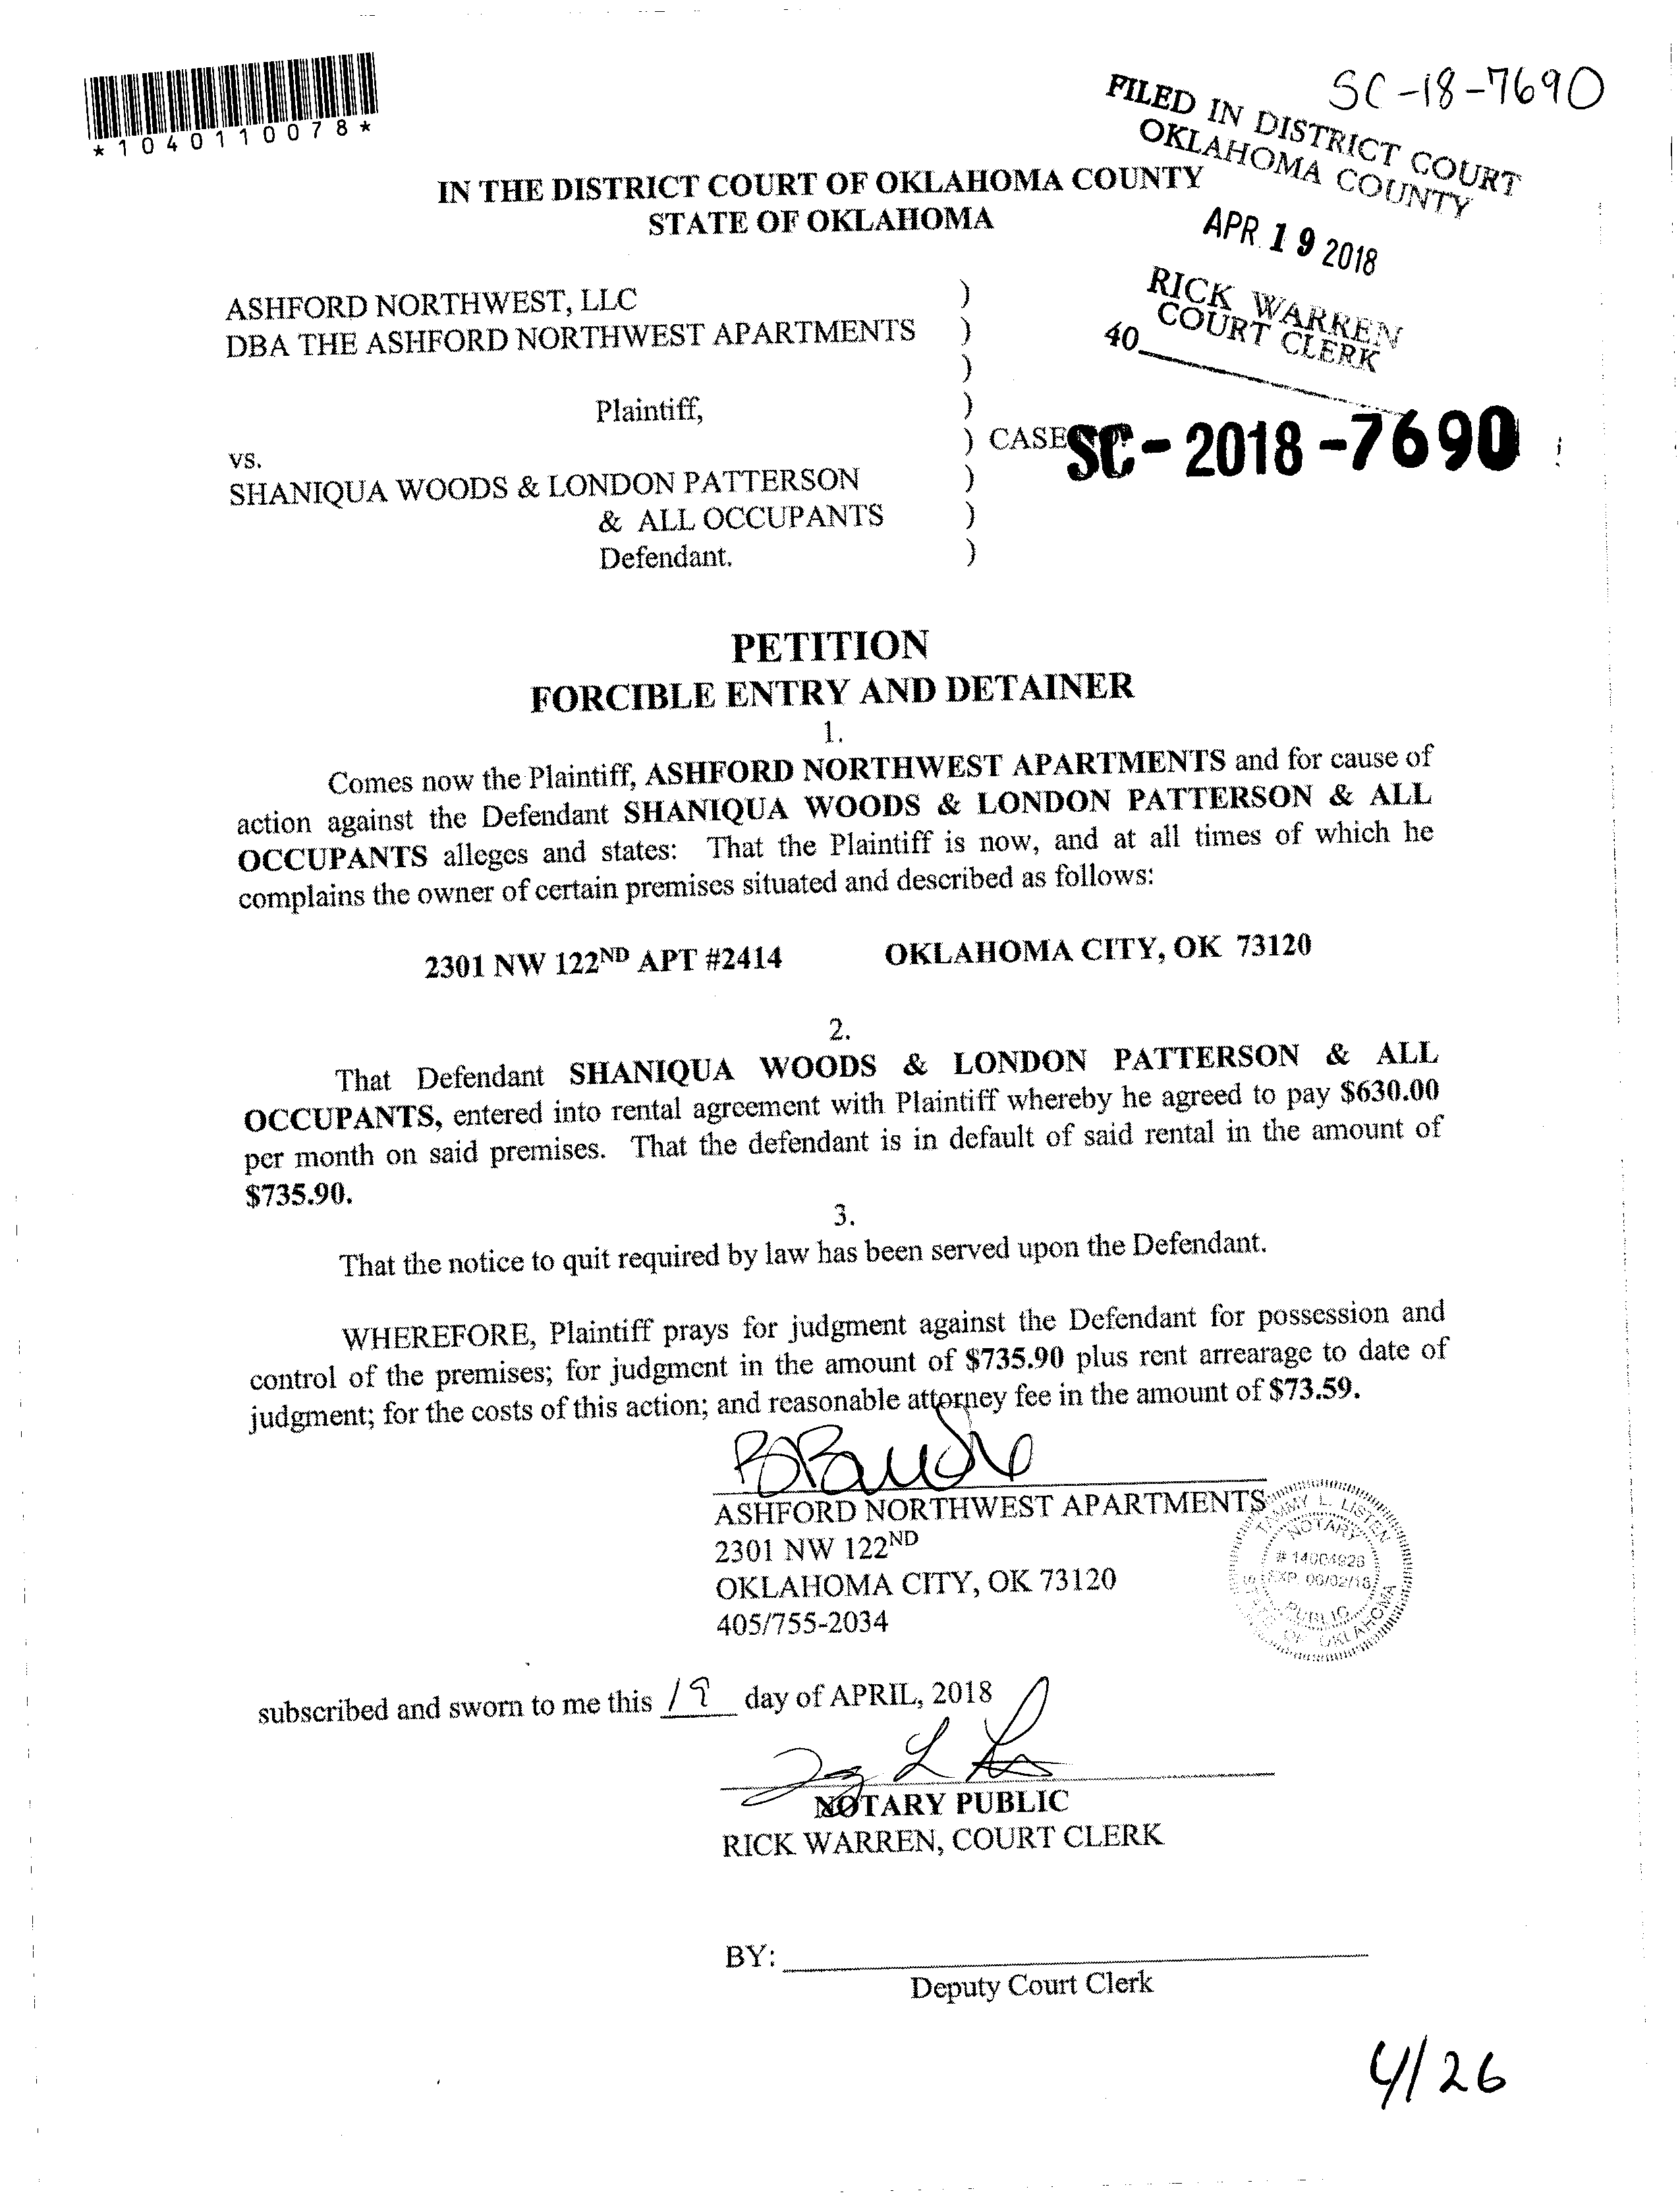 SC-18-7690
*1040110078*
FILED IN DISTRICT COURT
OKLAHOMA COUNTY
IN THE DISTRICT COURT OF OKLAHOMA COUNTY
STATE OF OKLAHOMA
APR 19 2018
RICK WARREN
COURT CLERK
40
ASHFORD NORTHWEST, LLC )
DBA THE ASHFORD NORTHWEST APARTMENTS )
)
Plaintiff, )
) CASE SC-2018-7690
vs.
SHANIQUA WOODS & LONDON PATTERSON )
& ALL OCCUPANTS )
Defendant. )
PETITION
FORCIBLE ENTRY AND DETAINER
1.
Comes now the Plaintiff, ASHFORD NORTHWEST APARTMENTS and for cause of
action against the Defendant SHANIQUA WOODS & LONDON PATTERSON & ALL
OCCUPANTS alleges and states: That the Plaintiff is now, and at all times of which he
complains the owner of certain premises situated and described as follows:
2301 NW 122ND APT #2414 OKLAHOMA CITY, OK 73120
2.
That Defendant SHANIQUA WOODS & LONDON PATTERSON & ALL
OCCUPANTS, entered into rental agreement with Plaintiff whereby he agreed to pay $630.00
per month on said premises. That the defendant is in default of said rental in the amount of
$735.90.
3.
That the notice to quit required by law has been served upon the Defendant.
WHEREFORE, Plaintiff prays for judgment against the Defendant for possession and
control of the premises; for judgment in the amount of $735.90 plus rent arrearage to date of
judgment; for the costs of this action; and reasonable attorney fee in the amount of $73.59.
ASHFORD NORTHWEST APARTMENTS
2301 NW 122ND
OKLAHOMA CITY, OK 73120
405/755-2034
TAMMY L. LISTEN
NOTARY
# 14004926
EXP. 06/02/18
PUBLIC
STATE OF OKLAHOMA
subscribed and sworn to me this 19 day of APRIL, 2018
NOTARY PUBLIC
RICK WARREN, COURT CLERK
BY:
Deputy Court Clerk
4/26